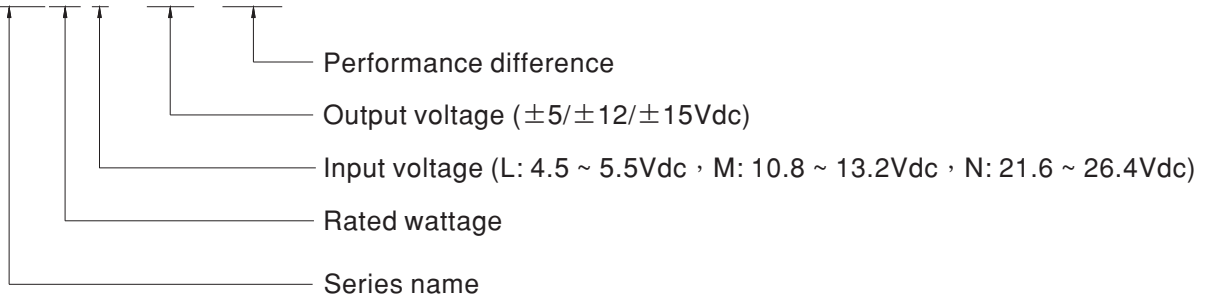 Performance difference
Output voltage (±5/±12/±15Vdc)
Input voltage (L: 4.5 ~ 5.5Vdc，M: 10.8 ~ 13.2Vdc，N: 21.6 ~ 26.4Vdc)
Rated wattage
Series name